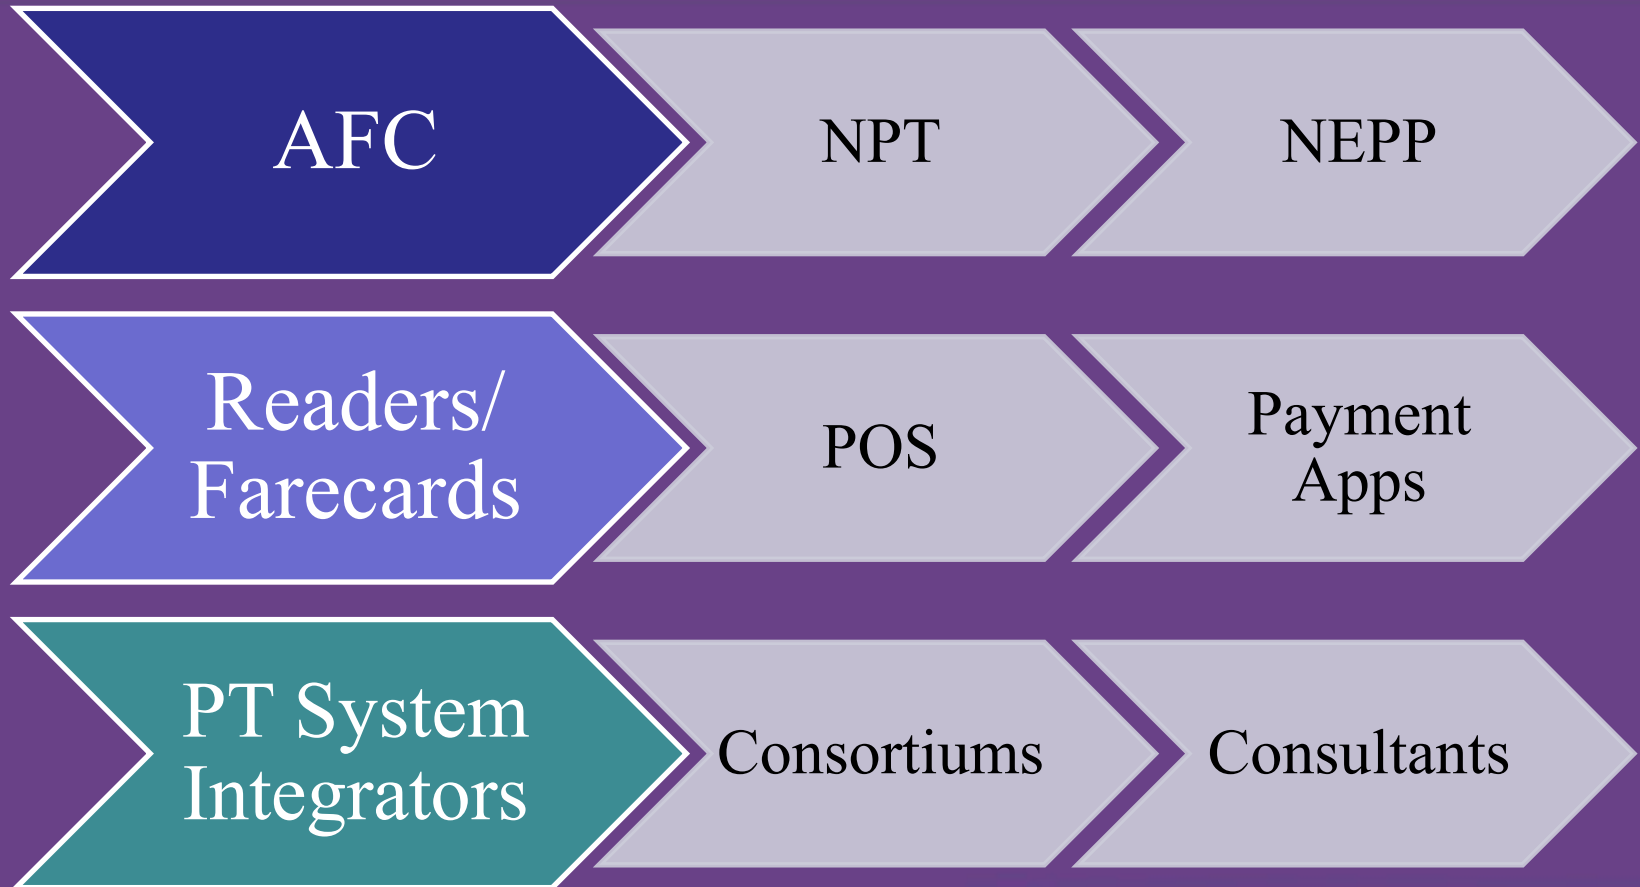 AFC
NPT
NEPP
Readers/
Farecards
POS
Payment
Apps
PT System
Integrators
Consortiums
Consultants